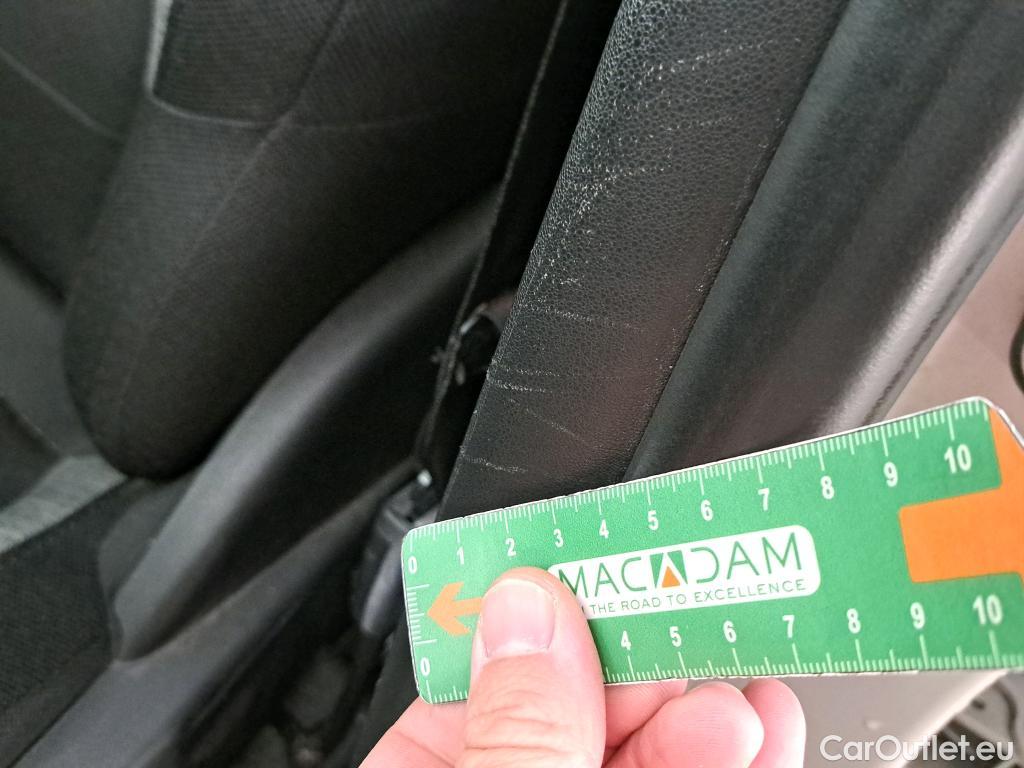 0 1 2 3 4 5 6 7 8 9 10
MACADAM
THE ROAD TO EXCELLENCE
0 4 5 6 7 8 9 10
CarOutlet.eu